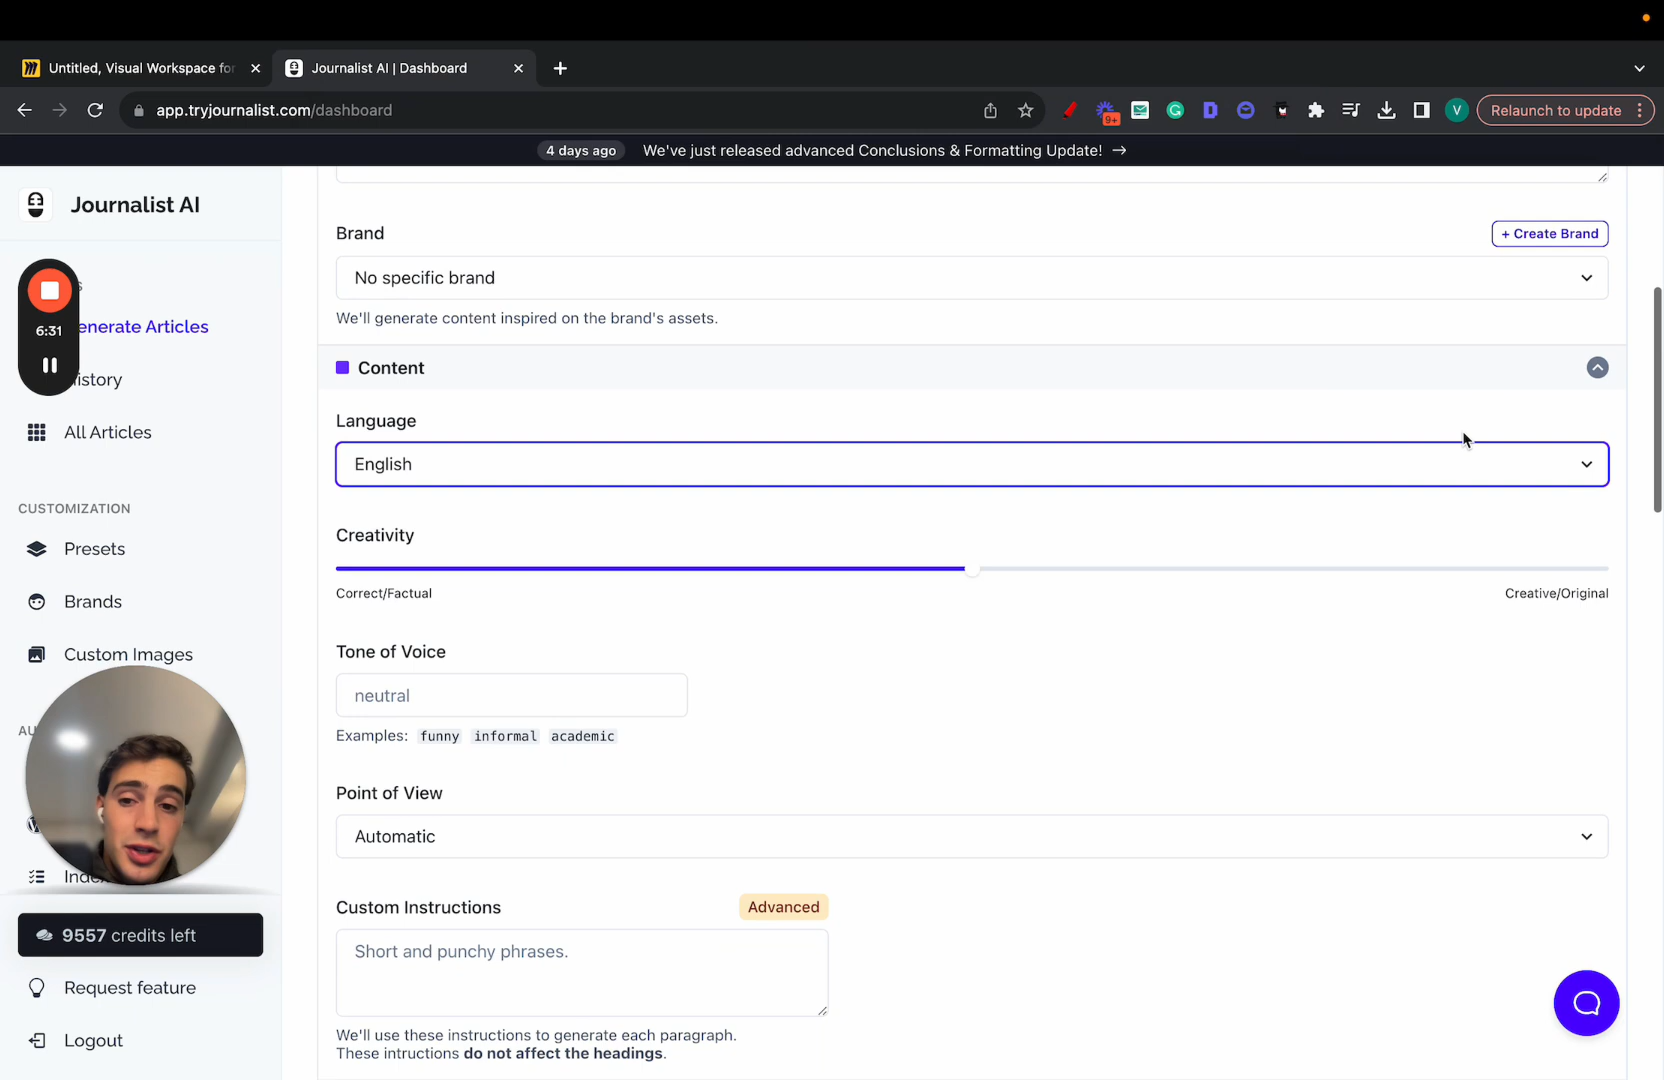 Untitled, Visual Workspace for
Journalist AI | Dashboard
app.tryjournalist.com/dashboard
9+
V
Relaunch to update
4 days ago
We've just released advanced Conclusions & Formatting Update! →
Journalist AI
6:31
enerate Articles
istory
All Articles
CUSTOMIZATION
Presets
Brands
Custom Images
AU
9557 credits left
Request feature
Logout
Brand
+ Create Brand
No specific brand
We'll generate content inspired on the brand's assets.
Content
Language
English
Creativity
Correct/Factual
Creative/Original
Tone of Voice
neutral
Examples: funny informal academic
Point of View
Automatic
Custom Instructions
Advanced
Short and punchy phrases.
We'll use these instructions to generate each paragraph.
These intructions do not affect the headings.